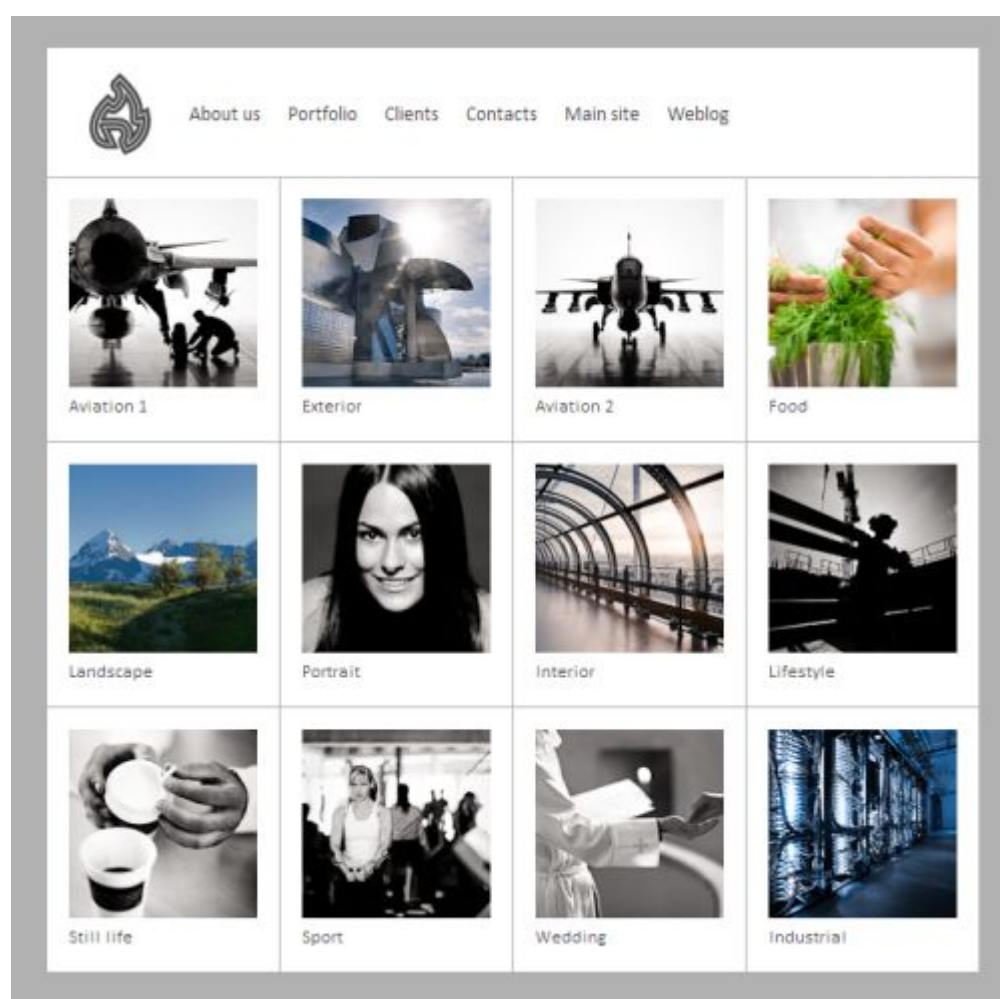 About us Portfolio Clients Contacts Main site Weblog
Aviation 1 Exterior Aviation 2 Food
Landscape Portrait Interior Lifestyle
Still life Sport Wedding Industrial